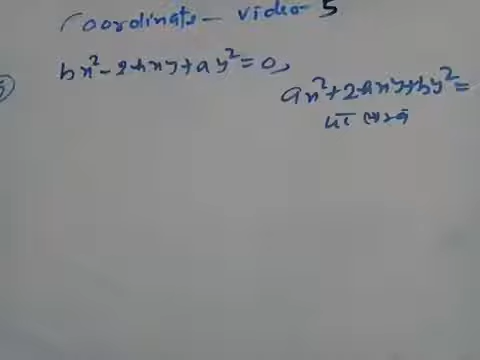 Coordinate - video-5
bx²-2hxy+ay²=0,
ax²+2hxy+by²=